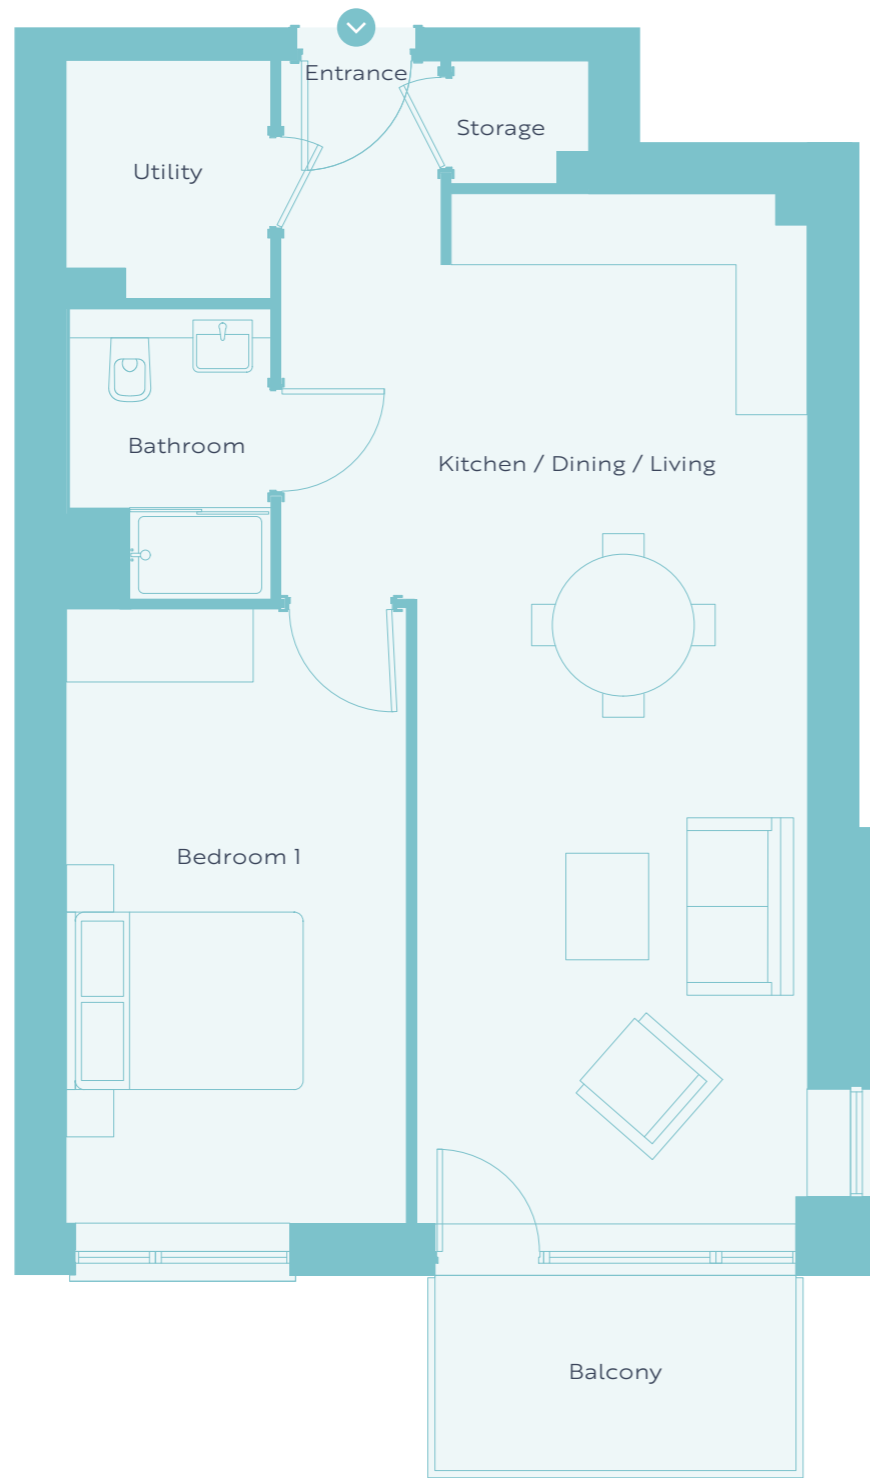 Entrance
Storage
Utility
Bathroom
Kitchen / Dining / Living
Bedroom 1
Balcony